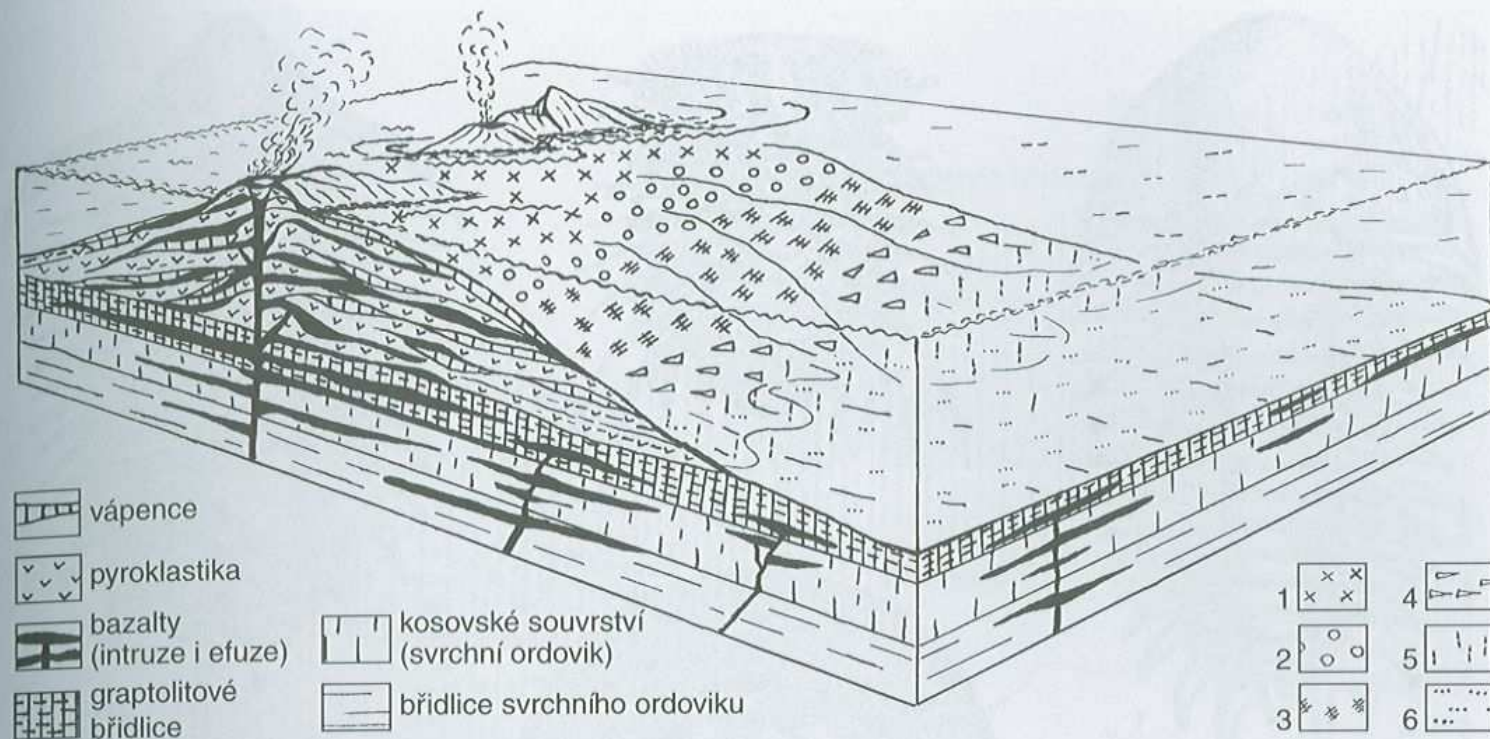 vápence
pyroklastika
bazalty
(intruze i efuze)
graptolitové
břidlice
kosovské souvrství
(svrchní ordovik)
břidlice svrchního ordoviku
1
2
3
4
5
6